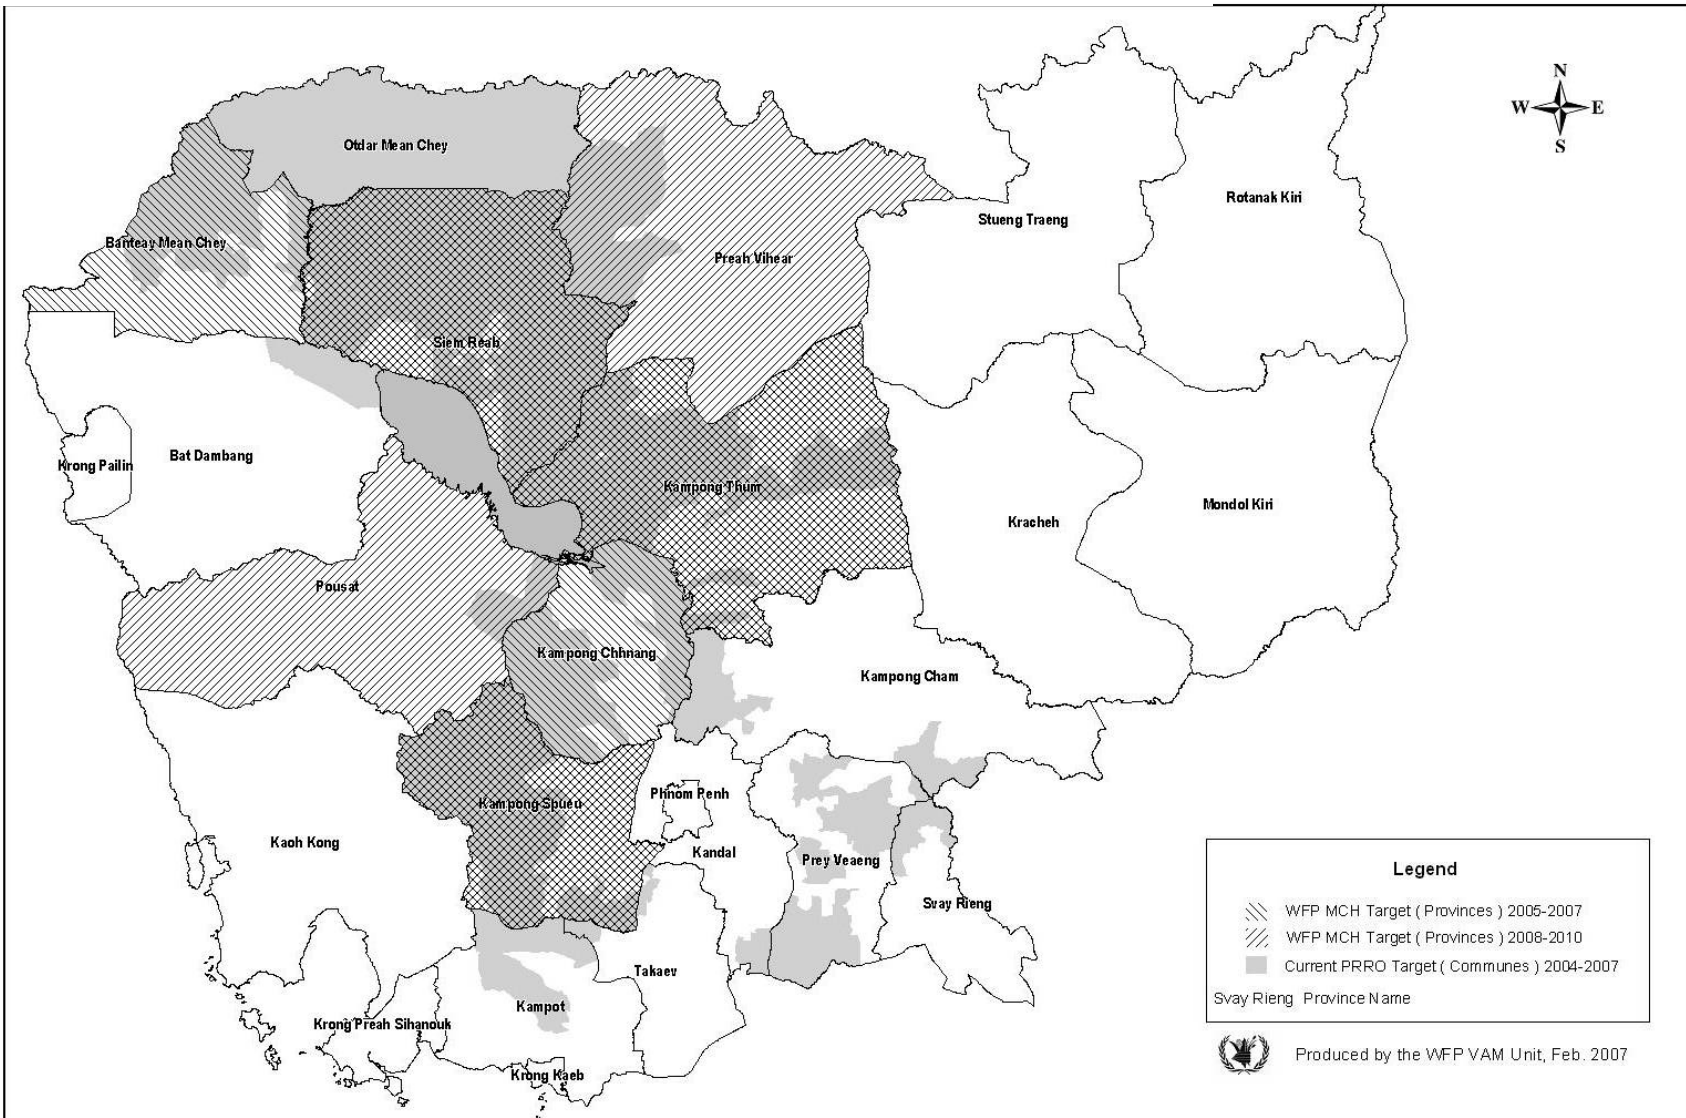 N
W E
S
Otdar Mean Chey
Banteay Mean Chey
Preah Vihear
Stueng Traeng
Rotanak Kiri
Siem Reab
Krong Pailin
Bat Dambang
Kampong Thum
Kracheh
Mondol Kiri
Pousat
Kampong Chhnang
Kampong Cham
Kampong Spueu
Phnom Penh
Kaoh Kong
Kandal
Prey Veaeng
Svay Rieng
Takaev
Kampot
Krong Preah Sihanouk
Krong Kaeb
Legend
WFP MCH Target ( Provinces ) 2005-2007
WFP MCH Target ( Provinces ) 2008-2010
Current PRRO Target ( Communes ) 2004-2007
Svay Rieng Province Name
Produced by the WFP VAM Unit, Feb. 2007